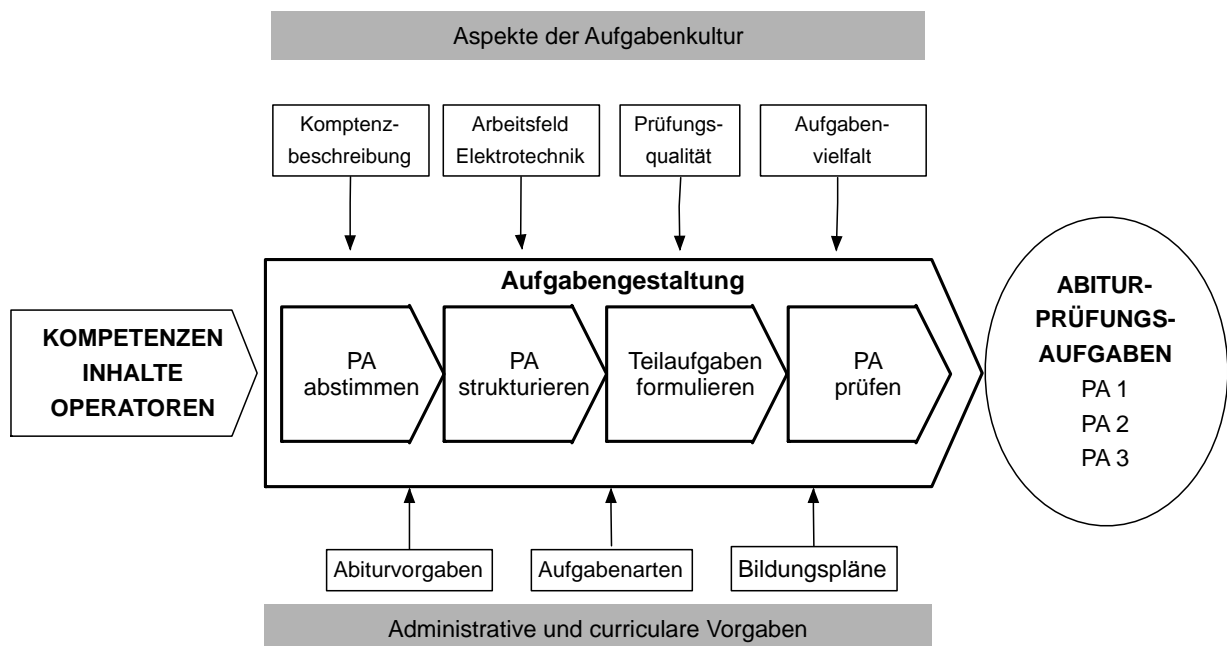 Aspekte der Aufgabenkultur
Komptenz-
beschreibung
Arbeitsfeld
Elektrotechnik
Prüfungs-
qualität
Aufgaben-
vielfalt
KOMPETENZEN
INHALTE
OPERATOREN
Aufgabengestaltung
PA
abstimmen
PA
strukturieren
Teilaufgaben
formulieren
PA
prüfen
ABITUR-
PRÜFUNGS-
AUFGABEN
PA 1
PA 2
PA 3
Abiturvorgaben
Aufgabenarten
Bildungspläne
Administrative und curriculare Vorgaben